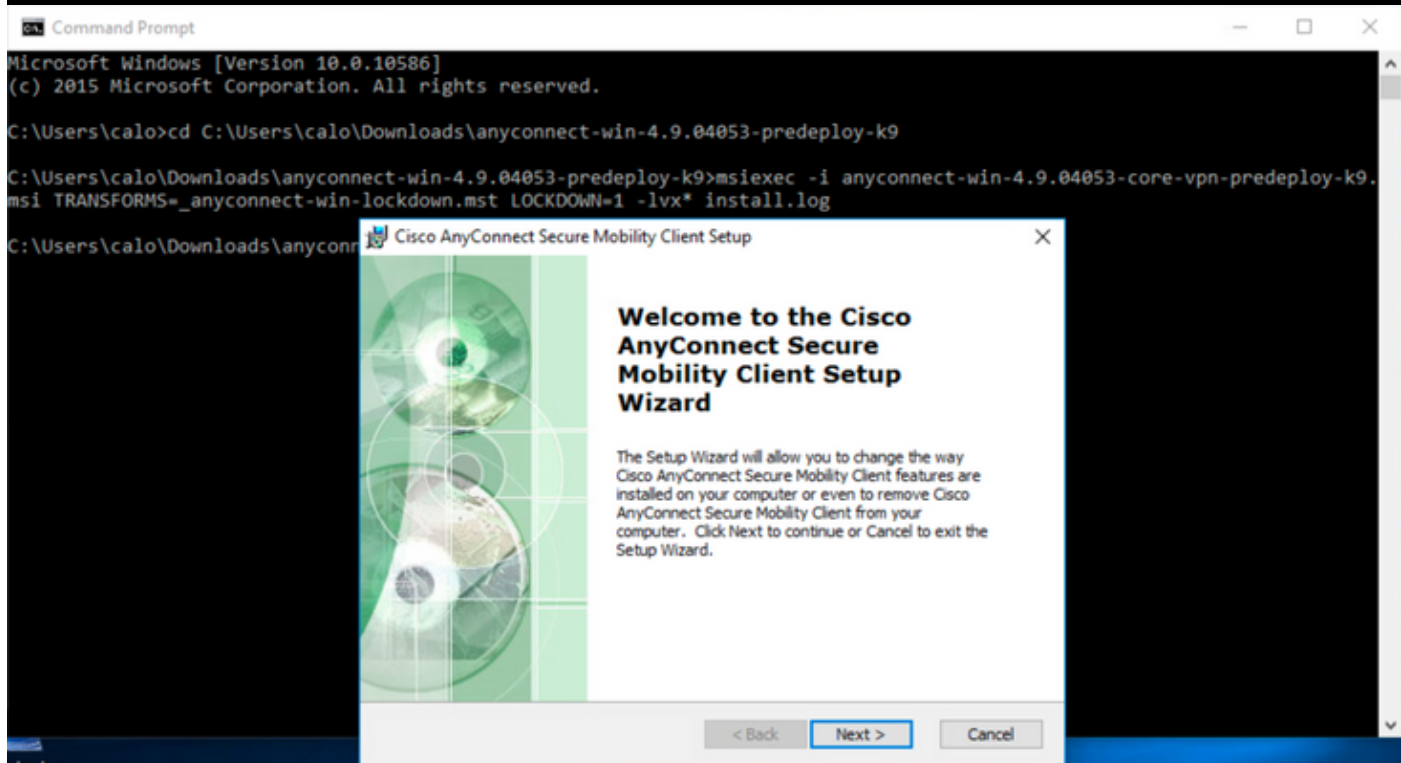 Command Prompt
Microsoft Windows [Version 10.0.10586]
(c) 2015 Microsoft Corporation. All rights reserved.
C:\Users\calo>cd C:\Users\calo\Downloads\anyconnect-win-4.9.04053-predeploy-k9
C:\Users\calo\Downloads\anyconnect-win-4.9.04053-predeploy-k9>msiexec -i anyconnect-win-4.9.04053-core-vpn-predeploy-k9.
msi TRANSFORMS=_anyconnect-win-lockdown.mst LOCKDOWN=1 -lvx* install.log
C:\Users\calo\Downloads\anyconr
Cisco AnyConnect Secure Mobility Client Setup
Welcome to the Cisco
AnyConnect Secure
Mobility Client Setup
Wizard
The Setup Wizard will allow you to change the way
Cisco AnyConnect Secure Mobility Client features are
installed on your computer or even to remove Cisco
AnyConnect Secure Mobility Client from your
computer. Click Next to continue or Cancel to exit the
Setup Wizard.
< Back Next > Cancel